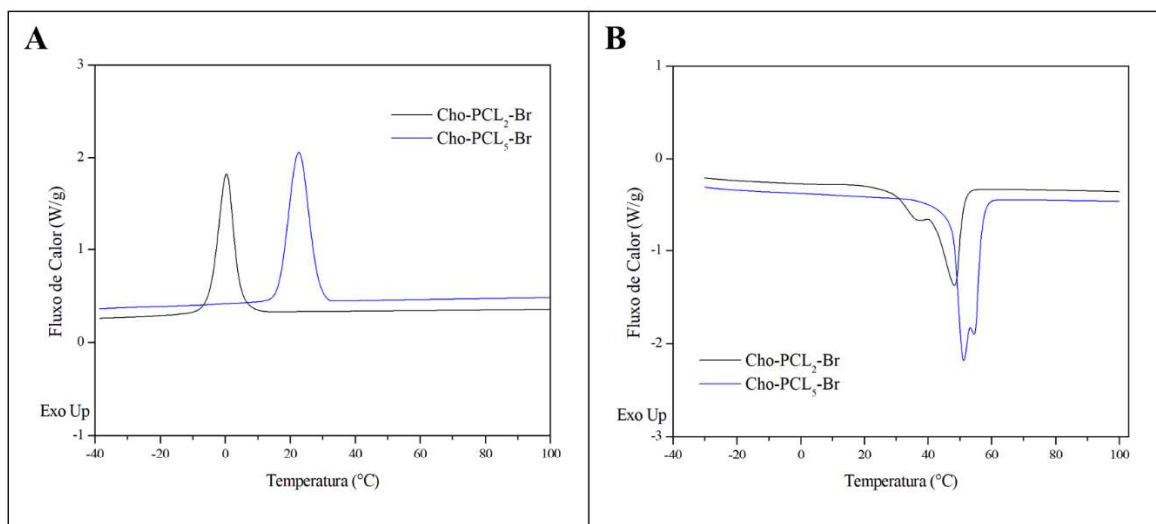 A
3
2
1
0
-1
Fluxo de Calor (W/g)
Exo Up
Cho-PCL₂-Br
Cho-PCL₅-Br
-40 -20 0 20 40 60 80 100
Temperatura (°C)
B
1
0
-1
-2
-3
Fluxo de Calor (W/g)
Exo Up
Cho-PCL₂-Br
Cho-PCL₅-Br
-40 -20 0 20 40 60 80 100
Temperatura (°C)